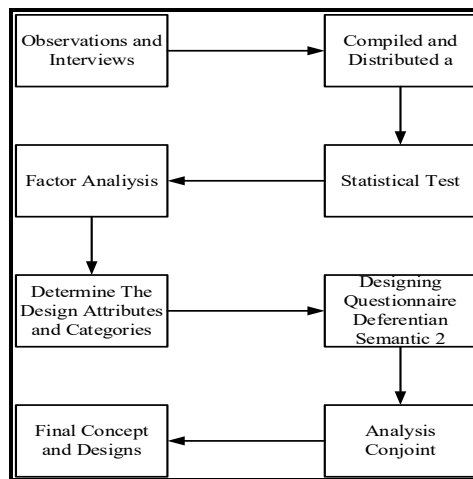 Observations and
Interviews
Compiled and
Distributed a
Statistical Test
Factor Analiysis
Determine The
Design Attributes
and Categories
Designing
Questionnaire
Deferentian
Semantic 2
Analysis
Conjoint
Final Concept
and Designs